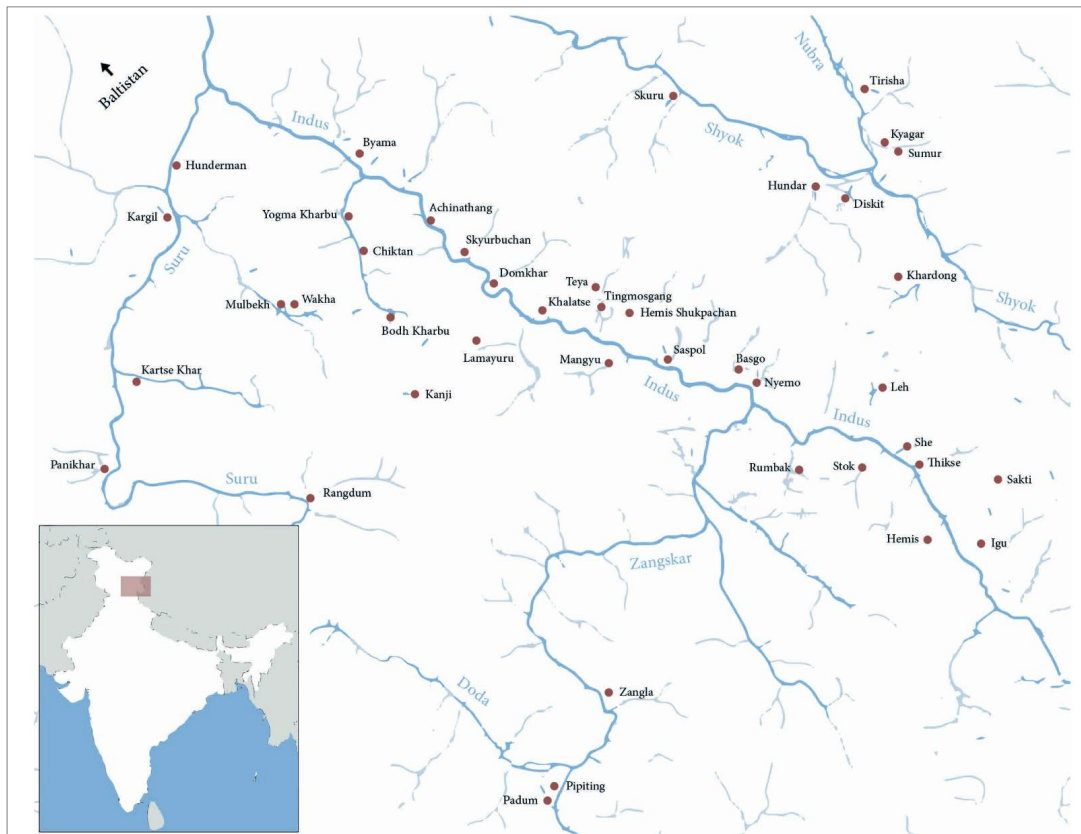 Baltistan
Nubra
Tirisha
Skuru
Indus
Shyok
Kyagar
Sumur
Byama
Hunderman
Hundar
Diskit
Kargil
Yogma Kharbu
Achinathang
Suru
Chiktan
Skyurbuchan
Domkhar
Teya
Khardong
Mulbekh
Wakha
Tingmosgang
Khalatse
Hemis Shukpachan
Shyok
Bodh Kharbu
Lamayuru
Mangyu
Saspol
Basgo
Kartse Khar
Nyemo
Indus
Leh
Kanji
Indus
She
Panikhar
Rumbak
Stok
Thikse
Suru
Rangdum
Sakti
Hemis
Igu
Zangskar
Doda
Zangla
Pipiting
Padum